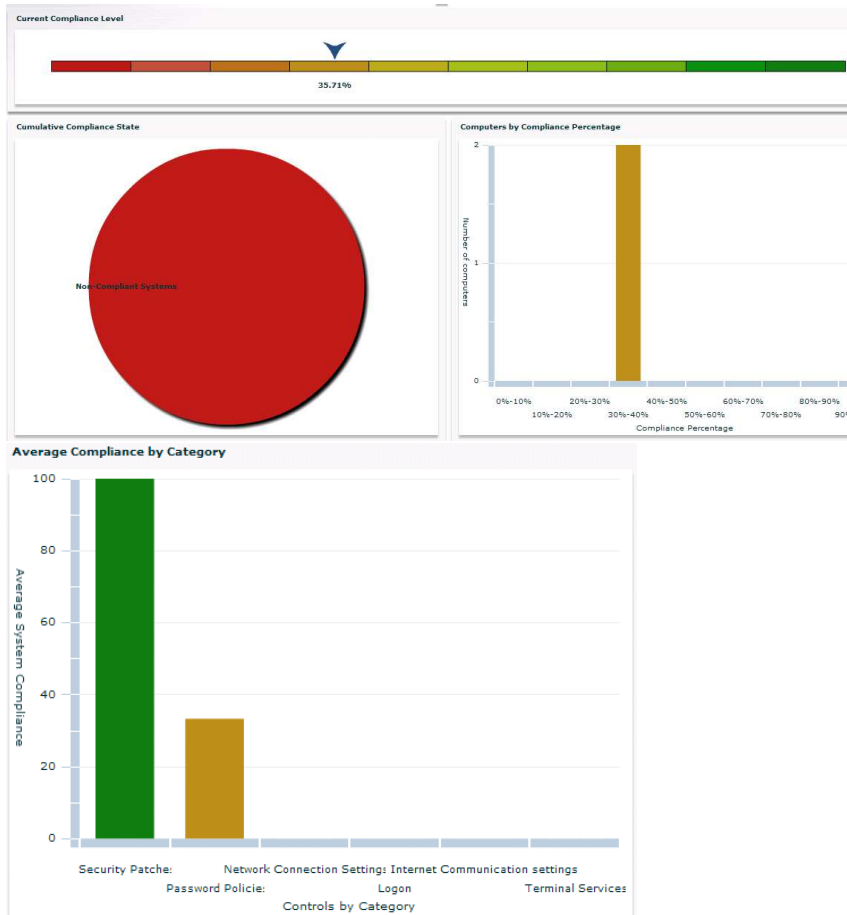 Current Compliance Level
35.71%
Cumulative Compliance State
Non-Compliant Systems
Computers by Compliance Percentage
2
Number of computers
1
0
0%-10%
20%-30%
40%-50%
60%-70%
80%-90%
10%-20%
30%-40%
50%-60%
70%-80%
90
Compliance Percentage
Average Compliance by Category
100
80
60
40
20
0
Average System Compliance
Security Patche:
Network Connection Setting:
Internet Communication settings
Password Policie:
Logon
Terminal Services
Controls by Category